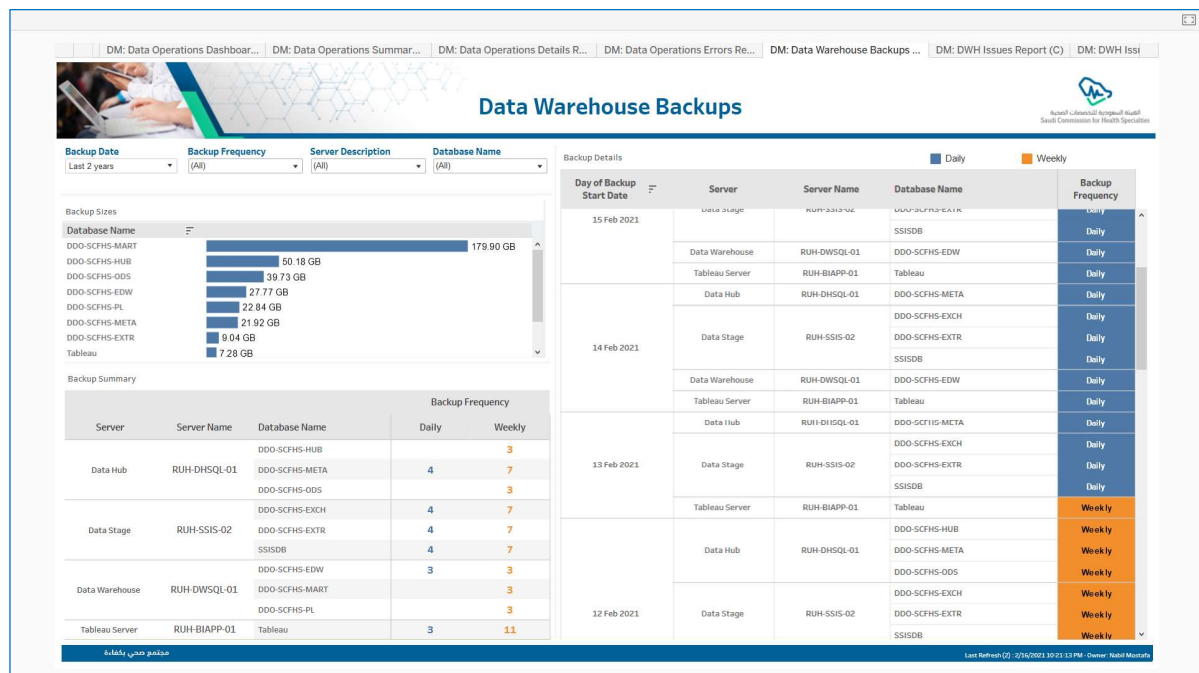 DM: Data Operations Dashboar... DM: Data Operations Summar... DM: Data Operations Details R... DM: Data Operations Errors Re... DM: Data Warehouse Backups ... DM: DWH Issues Report (C) DM: DWH Issu
Data Warehouse Backups
الهيئة السعودية للتخصصات الصحية
Saudi Commission for Health Specialties
Backup Date Backup Frequency Server Description Database Name
Last 2 years (All) (All) (All)
Backup Sizes
Database Name
DDO-SCFHS-MART 179.90 GB
DDO-SCFHS-HUB 50.18 GB
DDO-SCFHS-ODS 39.73 GB
DDO-SCFHS-EDW 27.77 GB
DDO-SCFHS-PL 22.84 GB
DDO-SCFHS-META 21.92 GB
DDO-SCFHS-EXTR 9.04 GB
Tableau 7.28 GB
Backup Summary
Backup Frequency
Server Server Name Database Name Daily Weekly
DDO-SCFHS-HUB 3
Data Hub RUH-DHSQL-01 DDO-SCFHS-META 4 7
DDO-SCFHS-ODS 3
DDO-SCFHS-EXCH 4 7
Data Stage RUH-SSIS-02 DDO-SCFHS-EXTR 4 7
SSISDB 4 7
DDO-SCFHS-EDW 3 3
Data Warehouse RUH-DWSQL-01 DDO-SCFHS-MART 3
DDO-SCFHS-PL 3
Tableau Server RUH-BIAPP-01 Tableau 3 11
Backup Details Daily Weekly
Day of Backup Start Date Server Server Name Database Name Backup Frequency
15 Feb 2021 Data Stage RUH-SSIS-02 DDO-SCFHS-EXTR Daily
SSISDB Daily
Data Warehouse RUH-DWSQL-01 DDO-SCFHS-EDW Daily
Tableau Server RUH-BIAPP-01 Tableau Daily
Data Hub RUH-DHSQL-01 DDO-SCFHS-META Daily
DDO-SCFHS-EXCH Daily
14 Feb 2021 Data Stage RUH-SSIS-02 DDO-SCFHS-EXTR Daily
SSISDB Daily
Data Warehouse RUH-DWSQL-01 DDO-SCFHS-EDW Daily
Tableau Server RUH-BIAPP-01 Tableau Daily
Data Hub RUH-DHSQL-01 DDO-SCFHS-META Daily
DDO-SCFHS-EXCH Daily
13 Feb 2021 Data Stage RUH-SSIS-02 DDO-SCFHS-EXTR Daily
SSISDB Daily
Tableau Server RUH-BIAPP-01 Tableau Weekly
DDO-SCFHS-HUB Weekly
Data Hub RUH-DHSQL-01 DDO-SCFHS-META Weekly
DDO-SCFHS-ODS Weekly
DDO-SCFHS-EXCH Weekly
12 Feb 2021 Data Stage RUH-SSIS-02 DDO-SCFHS-EXTR Weekly
SSISDB Weekly
مجتمع صحي بكفاءة
Last Refresh (2) : 2/16/2021 10:21:13 PM - Owner: Nabil Mostafa